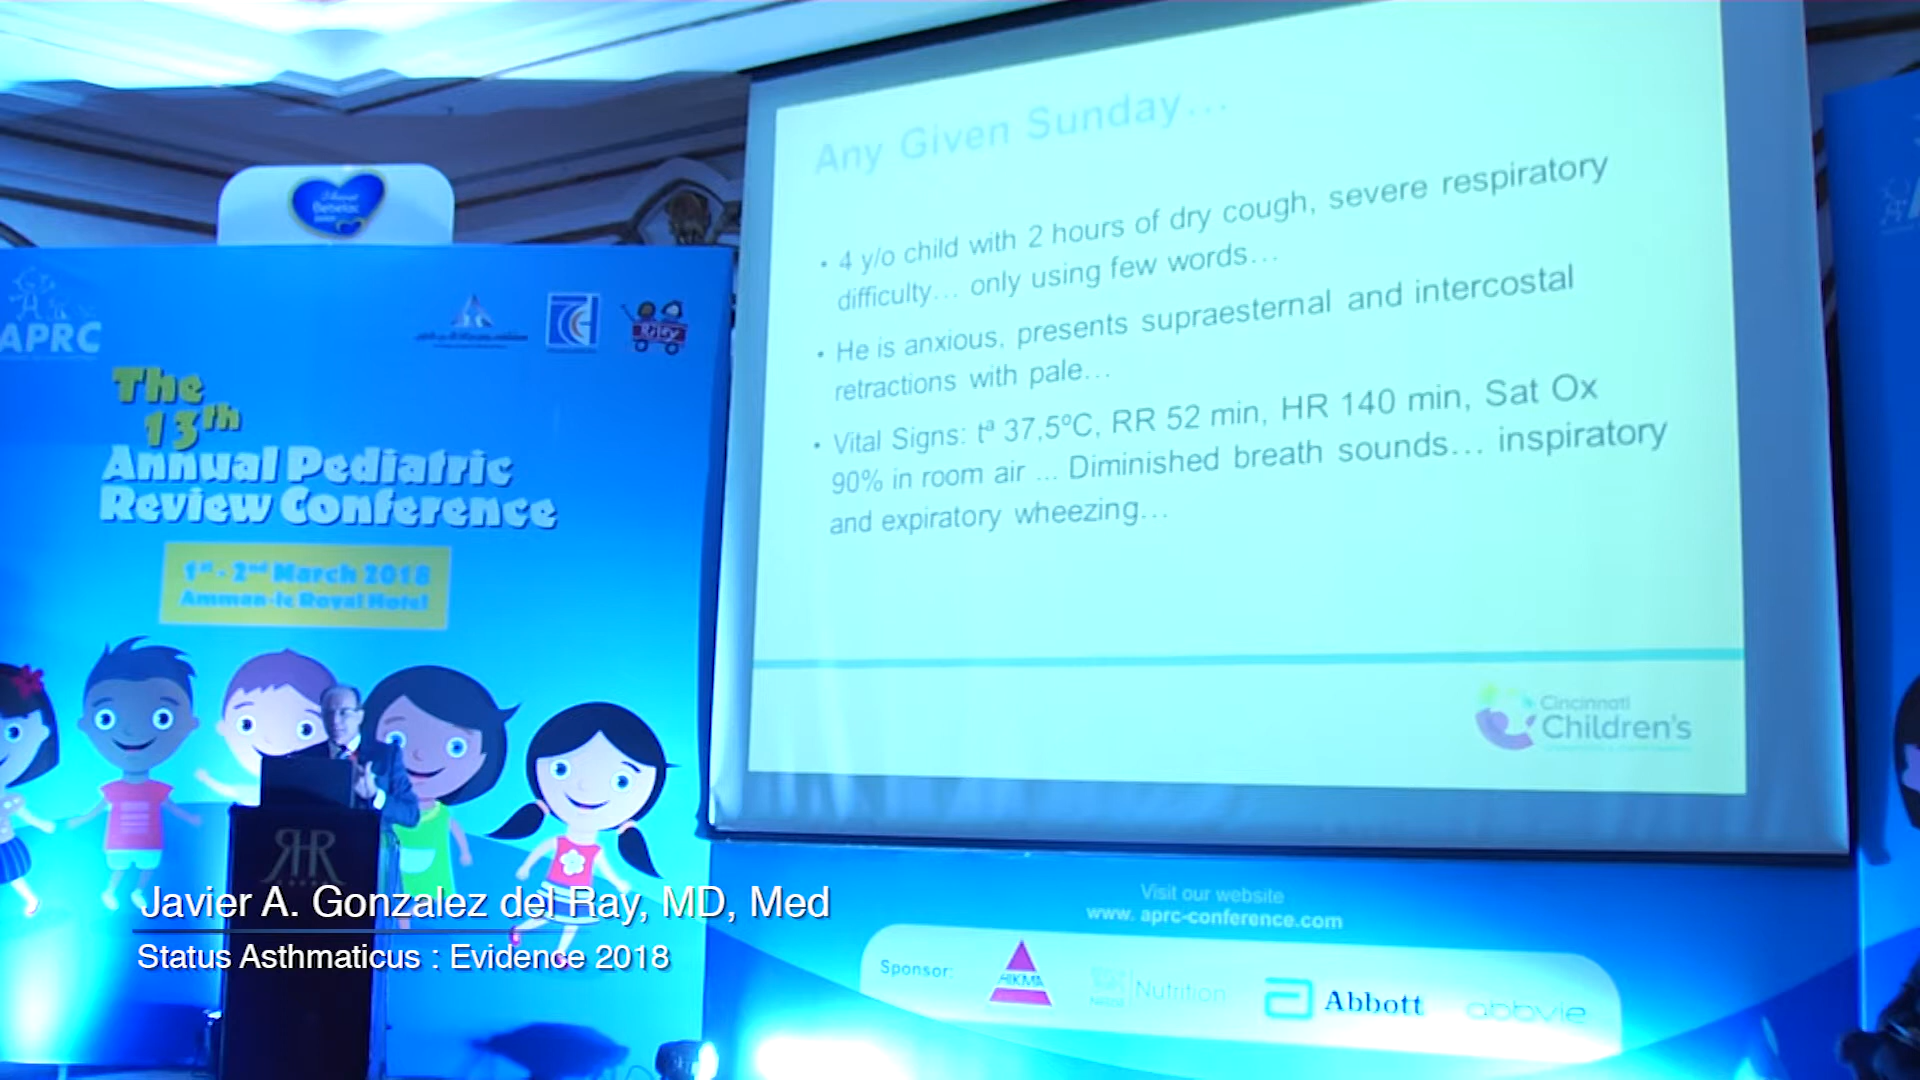 Any Given Sunday...
• 4 y/o child with 2 hours of dry cough, severe respiratory
difficulty... only using few words...
• He is anxious, presents supraesternal and intercostal
retractions with pale...
• Vital Signs: tª 37,5ºC, RR 52 min, HR 140 min, Sat Ox
90% in room air ... Diminished breath sounds... inspiratory
and expiratory wheezing...
Cincinnati
Children's
Bebelac
APRC
Riley
The
13th
Annual Pediatric
Review Conference
1st - 2nd March 2018
Amman-le Royal Hotel
RHR
Javier A. Gonzalez del Ray, MD, Med
Status Asthmaticus : Evidence 2018
Visit our website
www. aprc-conference.com
Sponsor:
HIKMA
Nutrition
Abbott
abbvie